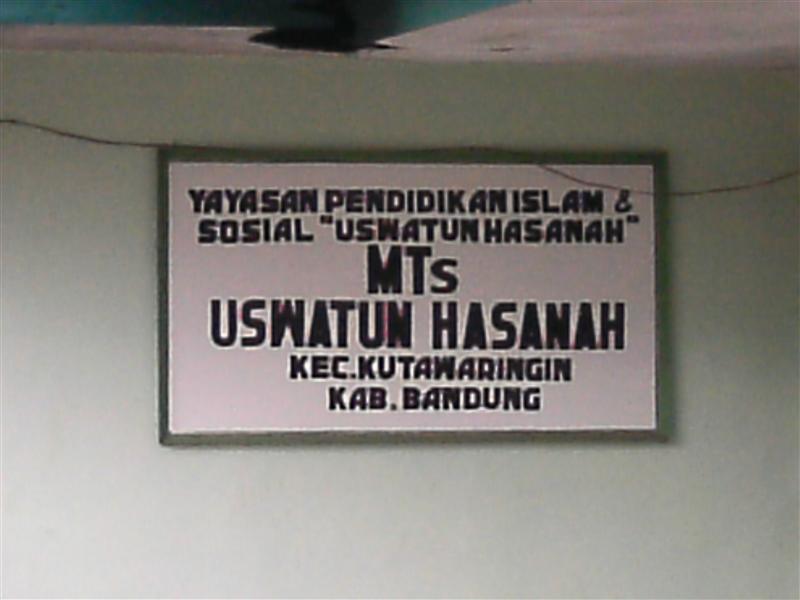 YAYASAN PENDIDIKAN ISLAM &
SOSIAL "USWATUN HASANAH"
MTs
USWATUN HASANAH
KEC.KUTAWARINGIN
KAB. BANDUNG